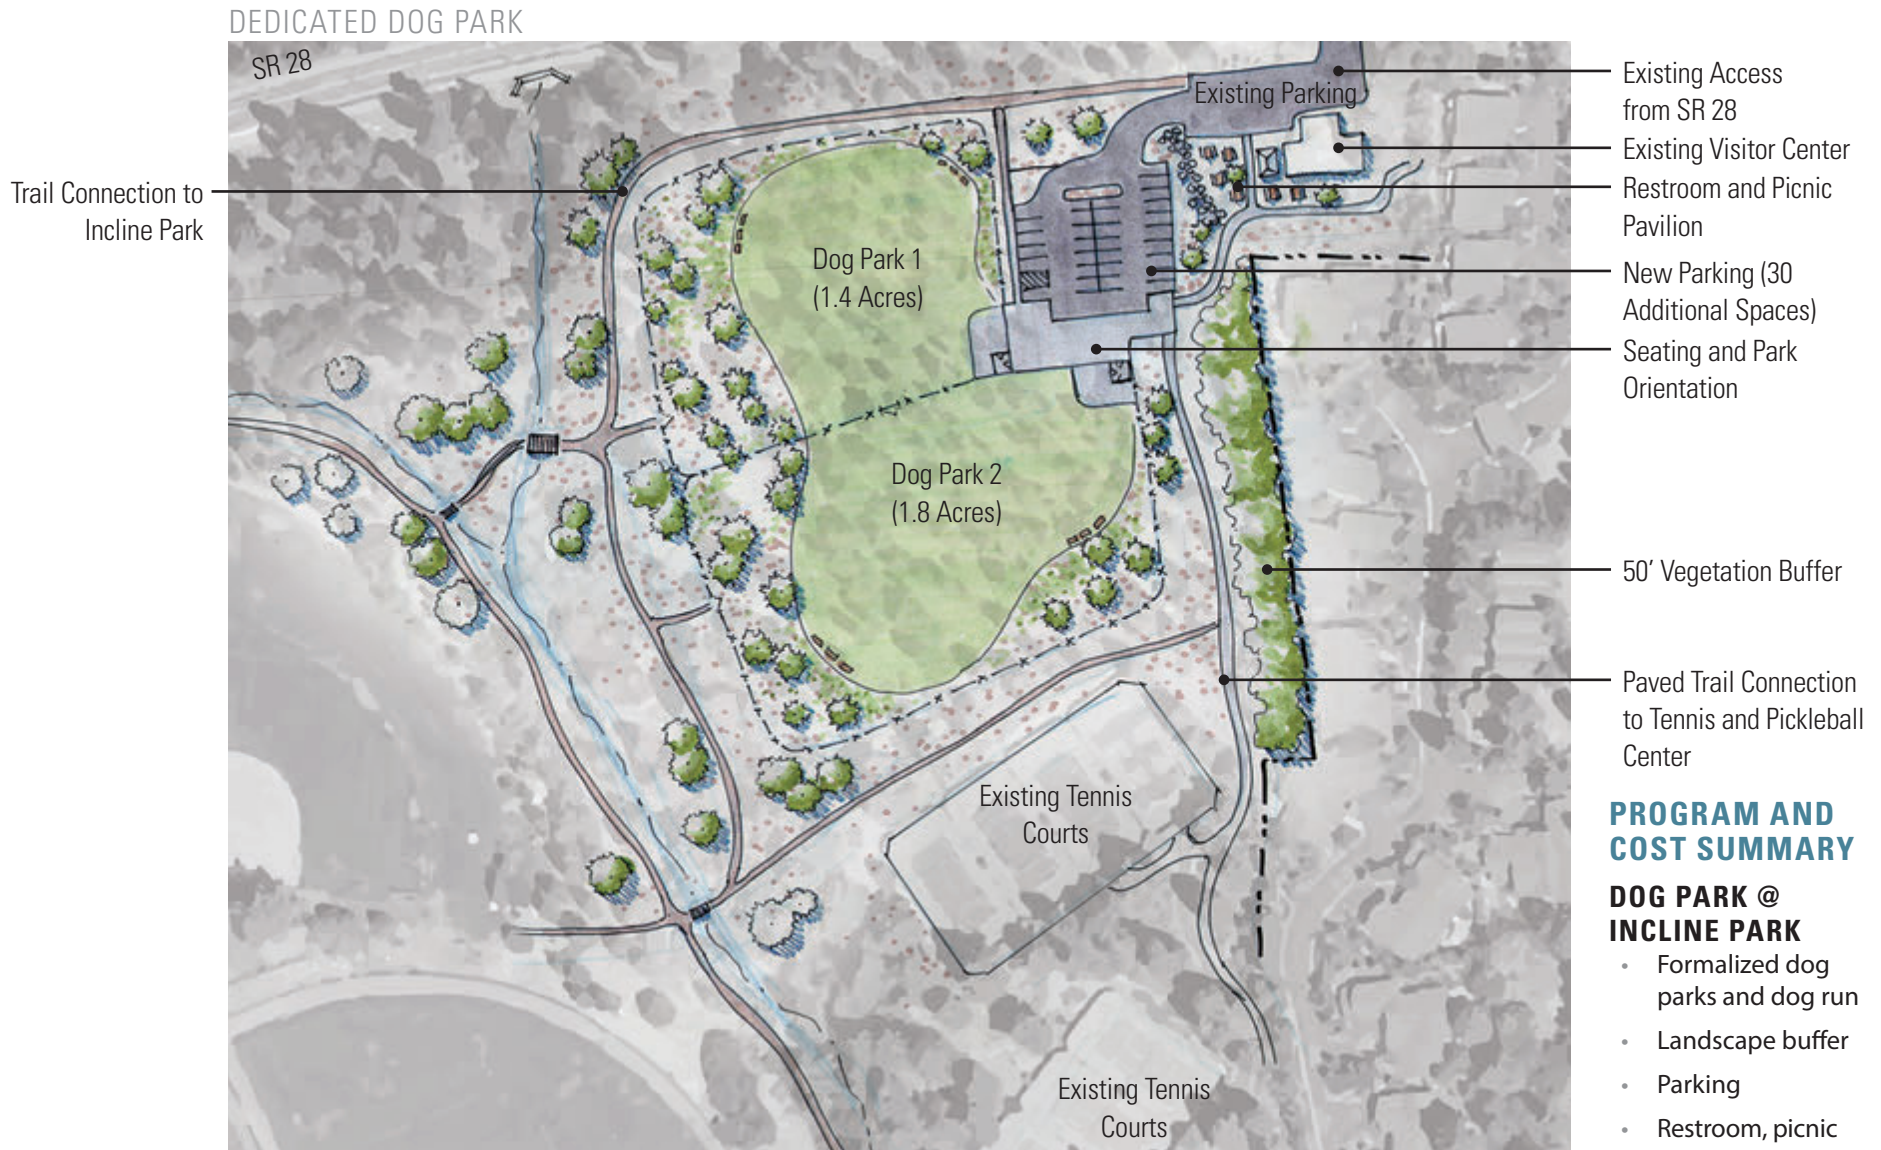 DEDICATED DOG PARK
SR 28
Existing Parking
Existing Access
from SR 28
Existing Visitor Center
Restroom and Picnic
Pavilion
Trail Connection to
Incline Park
Dog Park 1
(1.4 Acres)
New Parking (30
Additional Spaces)
Seating and Park
Orientation
Dog Park 2
(1.8 Acres)
50’ Vegetation Buffer
Paved Trail Connection
to Tennis and Pickleball
Center
Existing Tennis
Courts
Existing Tennis
Courts
PROGRAM AND
COST SUMMARY
DOG PARK @
INCLINE PARK
• Formalized dog
parks and dog run
• Landscape buffer
• Parking
• Restroom, picnic